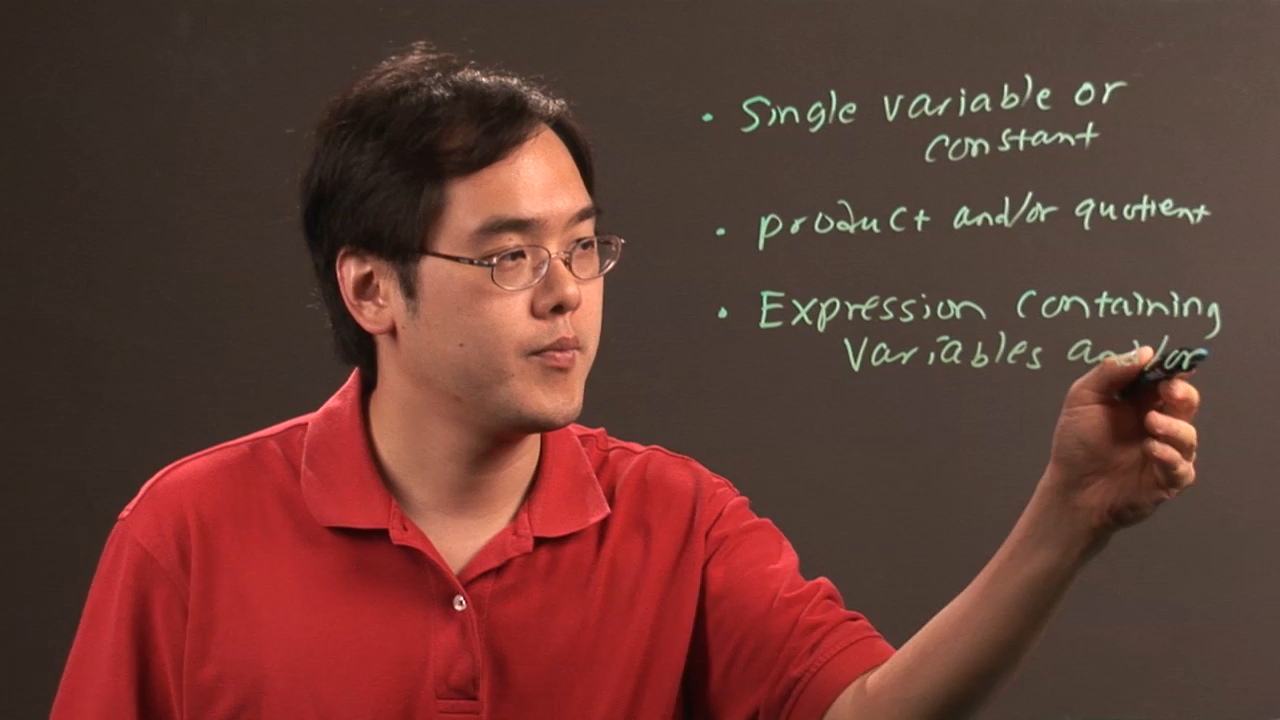 • Single variable or
constant
• product and/or quotient
• Expression containing
Variables and/or